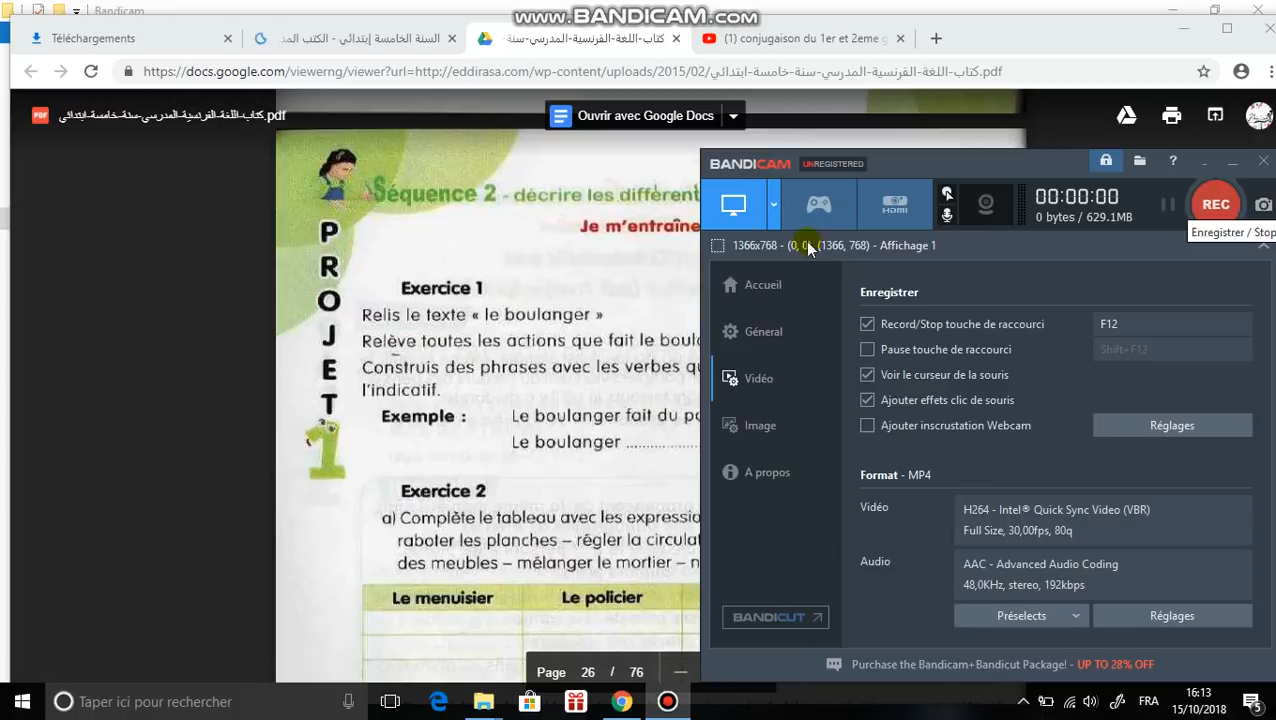 Bandicam
www.BANDICAM.com
Téléchargements
السنة الخامسة إبتدائي - الكتب المد
كتاب-اللغة-الفرنسية-المدرسي-سنة-
(1) conjugaison du 1er et 2eme g
https://docs.google.com/viewerng/viewer?url=http://eddirasa.com/wp-content/uploads/2015/02/كتاب-اللغة-الفرنسية-المدرسي-سنة-خامسة-ابتدائي.pdf
PDF
كتاب-اللغة-الفرنسية-المدرسي-سنة-خامسة-ابتدائي.pdf
Ouvrir avec Google Docs
PROJET
1
Séquence 2 - décrire les différent
Je m'entraîne
Exercice 1
Relis le texte « le boulanger »
Relève toutes les actions que fait le boula
Construis des phrases avec les verbes qu
l'indicatif.
Exemple : Le boulanger fait du pa
Le boulanger ..............
Exercice 2
a) Complète le tableau avec les expressio
raboter les planches – régler la circulat
des meubles – mélanger le mortier – n
Le menuisier Le policier
Page 26 / 76
BANDICAM UNREGISTERED
HDMI
00:00:00
0 bytes / 629.1MB
REC
Enregistrer / Stop
1366x768 - (0, 0), (1366, 768) - Affichage 1
Accueil
Géneral
Vidéo
Image
A propos
BANDICUT
Enregistrer
Record/Stop touche de raccourci F12
Pause touche de raccourci Shift+F12
Voir le curseur de la souris
Ajouter effets clic de souris
Ajouter inscrustation Webcam Réglages
Format - MP4
Vidéo H264 - Intel® Quick Sync Video (VBR)
Full Size, 30,00fps, 80q
Audio AAC - Advanced Audio Coding
48,0KHz, stereo, 192kbps
Préselects Réglages
Purchase the Bandicam+Bandicut Package! - UP TO 28% OFF
Taper ici pour rechercher
FRA
16:13
15/10/2018
5